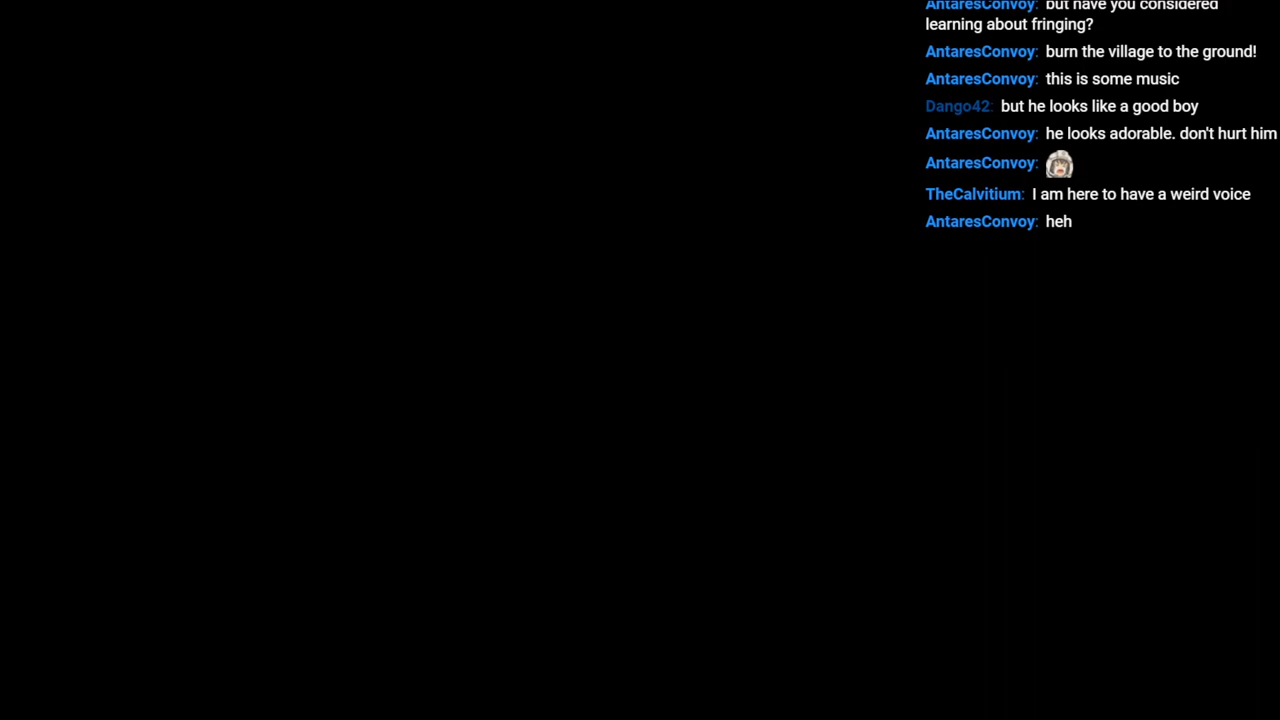 AntaresConvoy: but have you considered
learning about fringing?
AntaresConvoy: burn the village to the ground!
AntaresConvoy: this is some music
Dango42: but he looks like a good boy
AntaresConvoy: he looks adorable. don't hurt him
AntaresConvoy:
TheCalvitium: I am here to have a weird voice
AntaresConvoy: heh